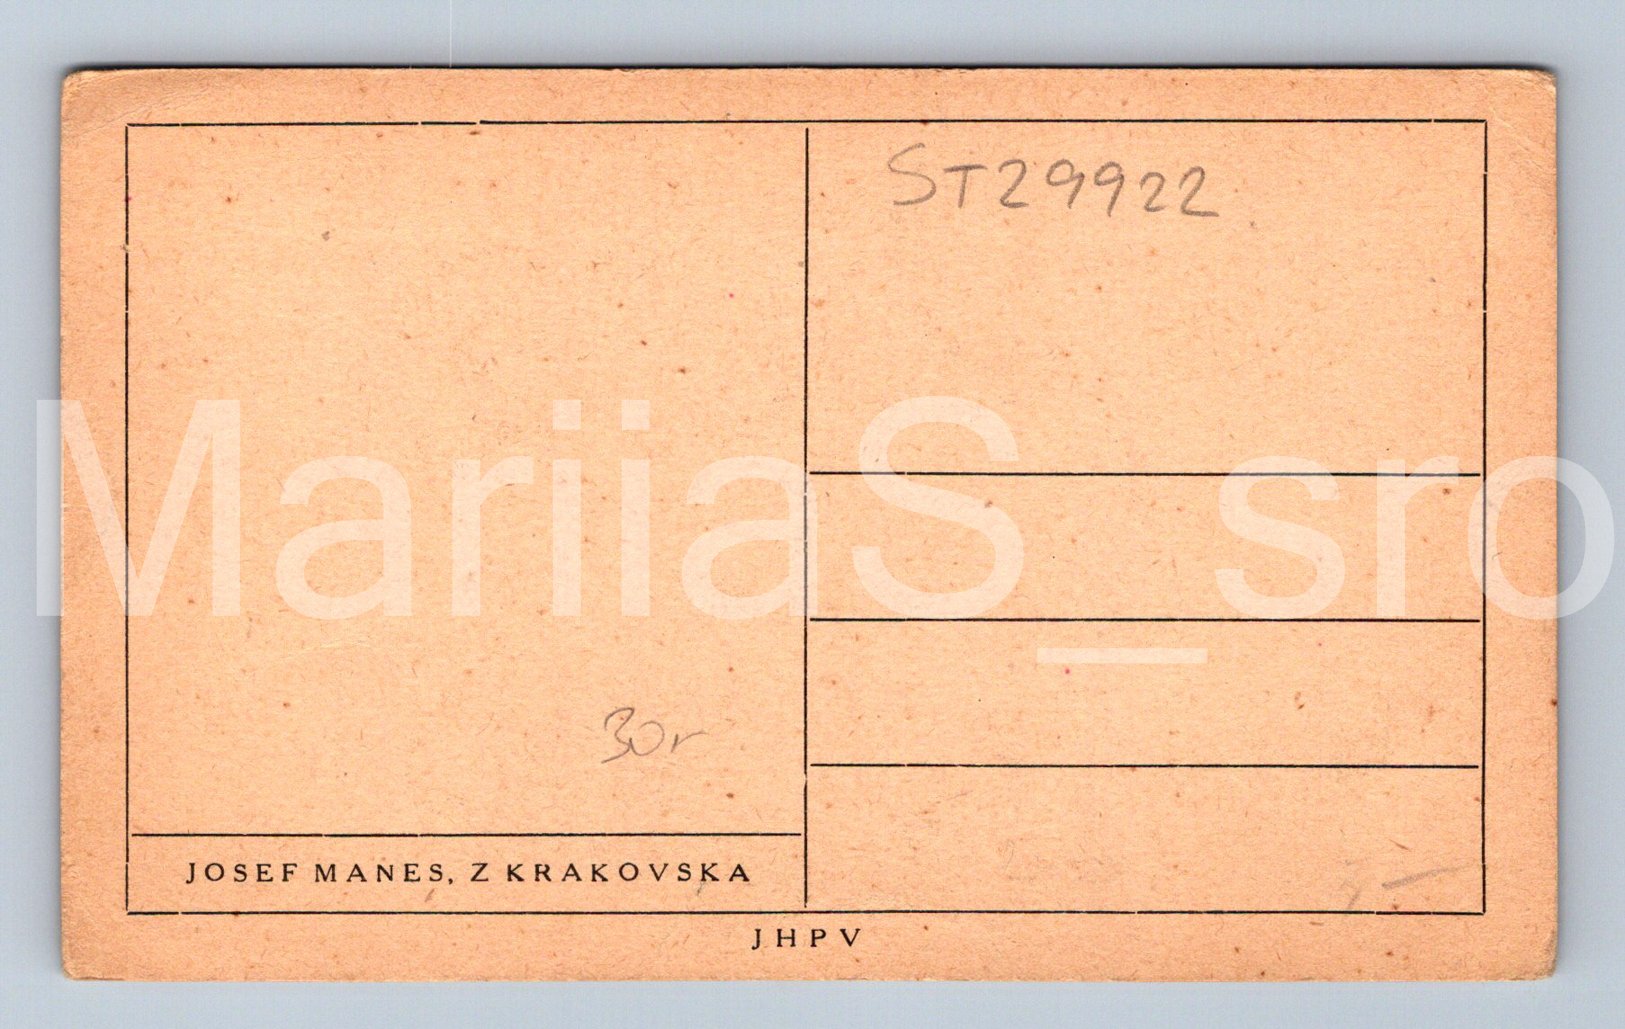 ST29922
MariiaS_sro
30r
JOSEF MANES, Z KRAKOVSKA
JHPV